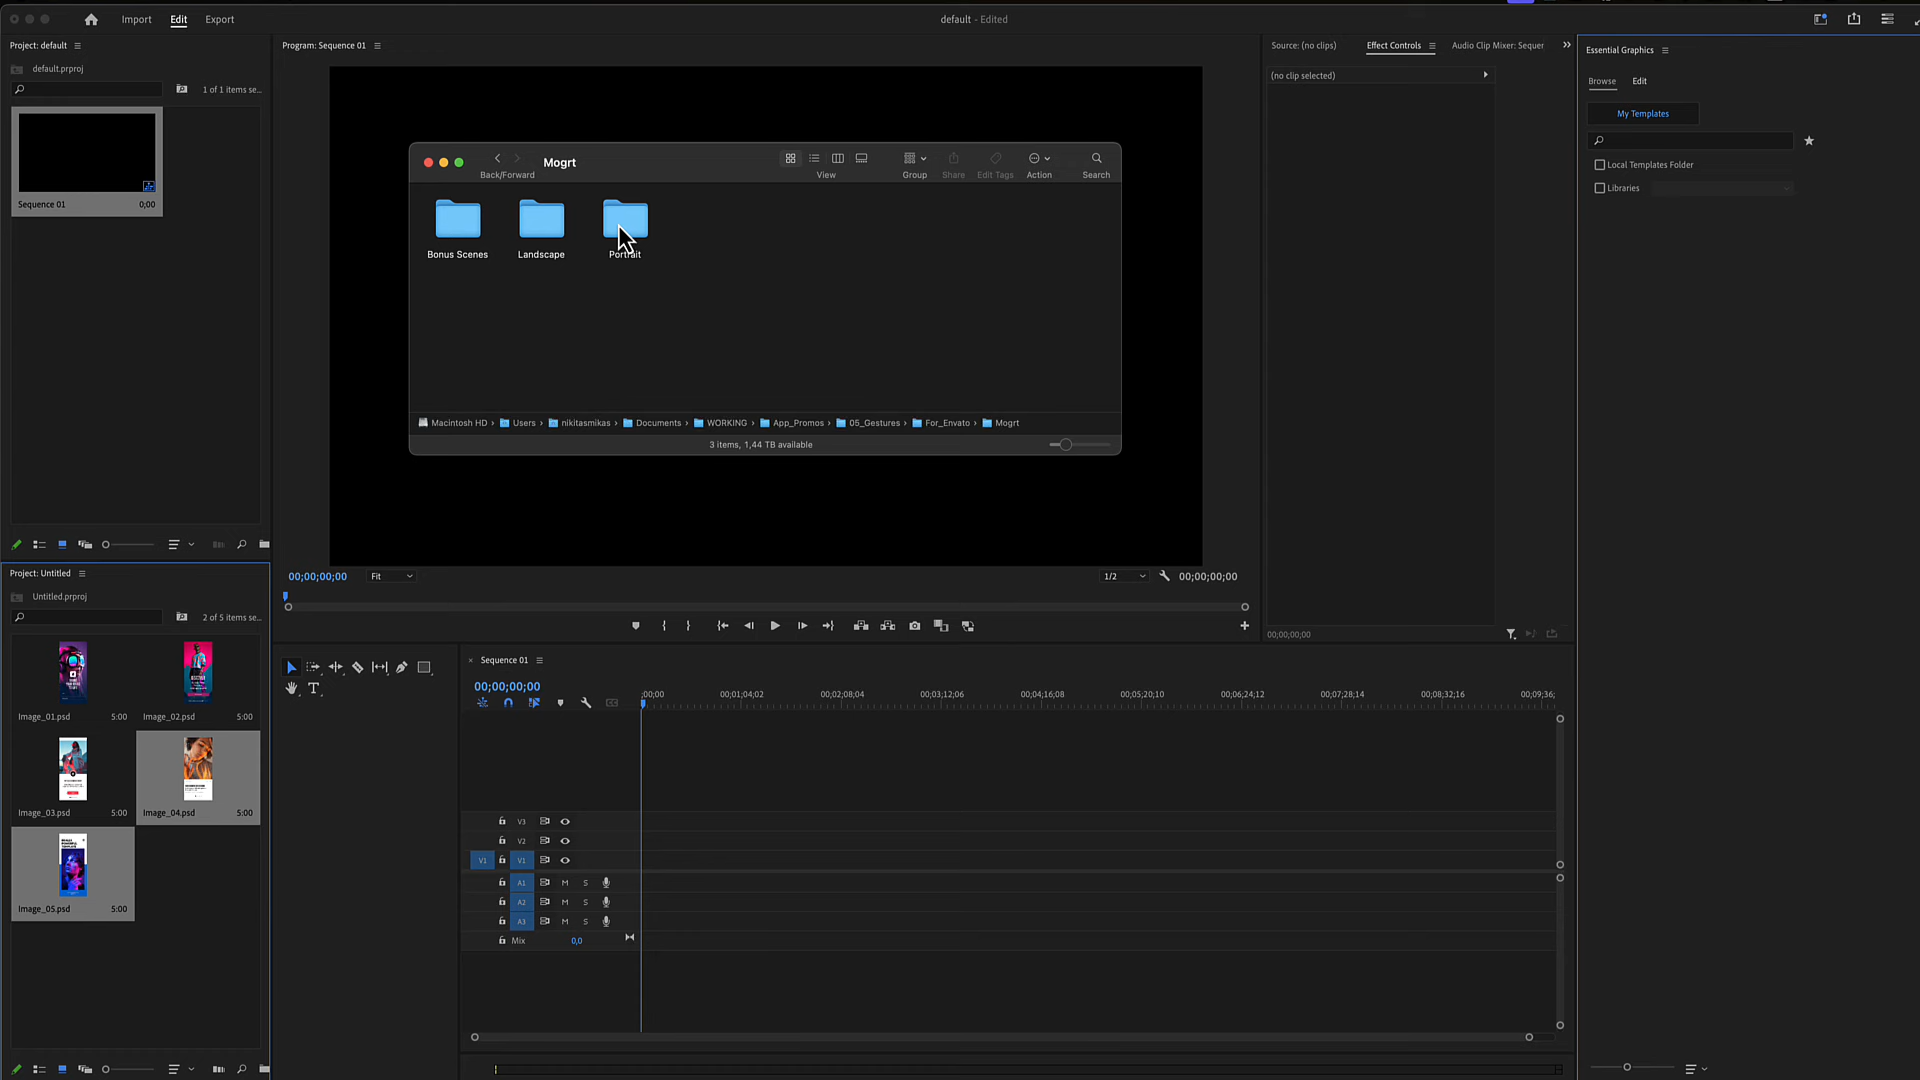 Import Edit Export
default - Edited
Project: default
default.prproj
1 of 1 items se...
Sequence 01 0;00
Program: Sequence 01
Mogrt
Back/Forward
View Group Share Edit Tags Action Search
Bonus Scenes Landscape Portrait
Macintosh HD › Users › nikitasmikas › Documents › WORKING › App_Promos › 05_Gestures › For_Envato › Mogrt
3 items, 1,44 TB available
00;00;00;00 Fit 1/2 00;00;00;00
Source: (no clips) Effect Controls Audio Clip Mixer: Sequer
(no clip selected)
00;00;00;00
Essential Graphics
Browse Edit
My Templates
Local Templates Folder
Libraries
Project: Untitled
Untitled.prproj
2 of 5 items se...
Image_01.psd 5:00 Image_02.psd 5:00
Image_03.psd 5:00 Image_04.psd 5:00
Image_05.psd 5:00
× Sequence 01
00;00;00;00
;00;00 00;01;04;02 00;02;08;04 00;03;12;06 00;04;16;08 00;05;20;10 00;06;24;12 00;07;28;14 00;08;32;16 00;09;36;
V3
V2
V1 V1
A1 M S
A2 M S
A3 M S
Mix 0,0